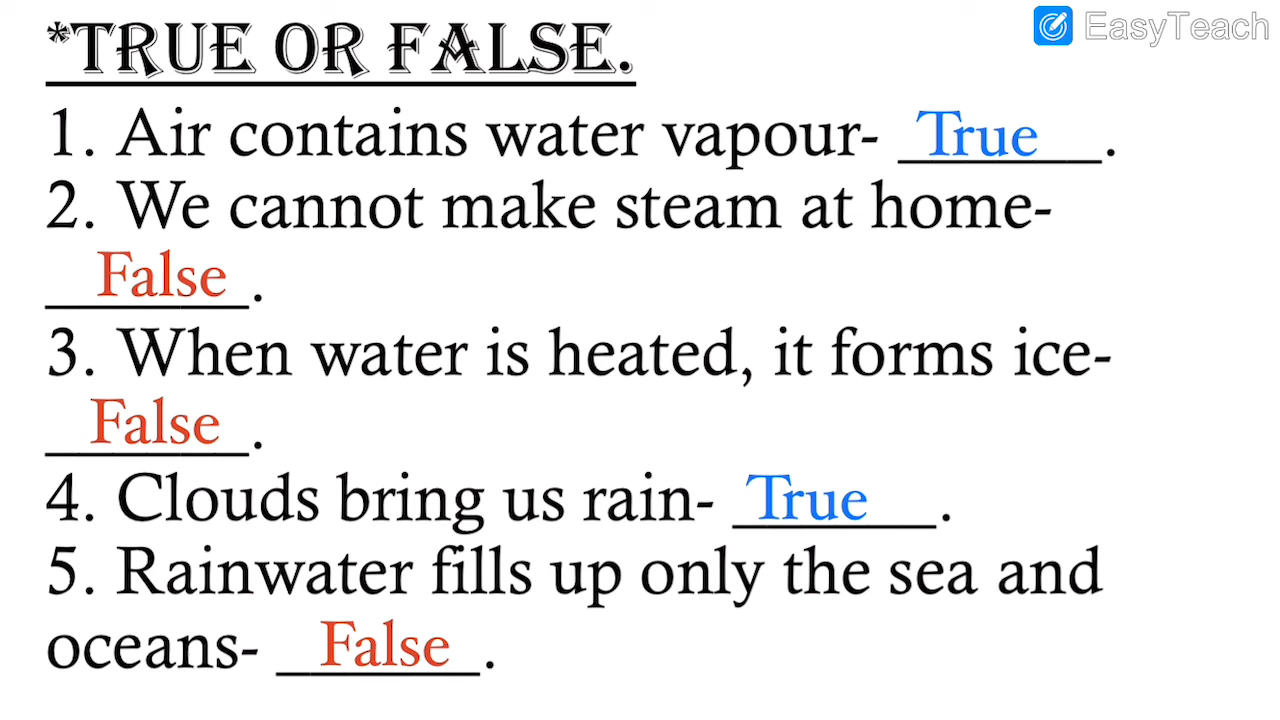 *TRUE OR FALSE.
EasyTeach
1. Air contains water vapour- True.
2. We cannot make steam at home-
False.
3. When water is heated, it forms ice-
False.
4. Clouds bring us rain- True.
5. Rainwater fills up only the sea and
oceans- False.